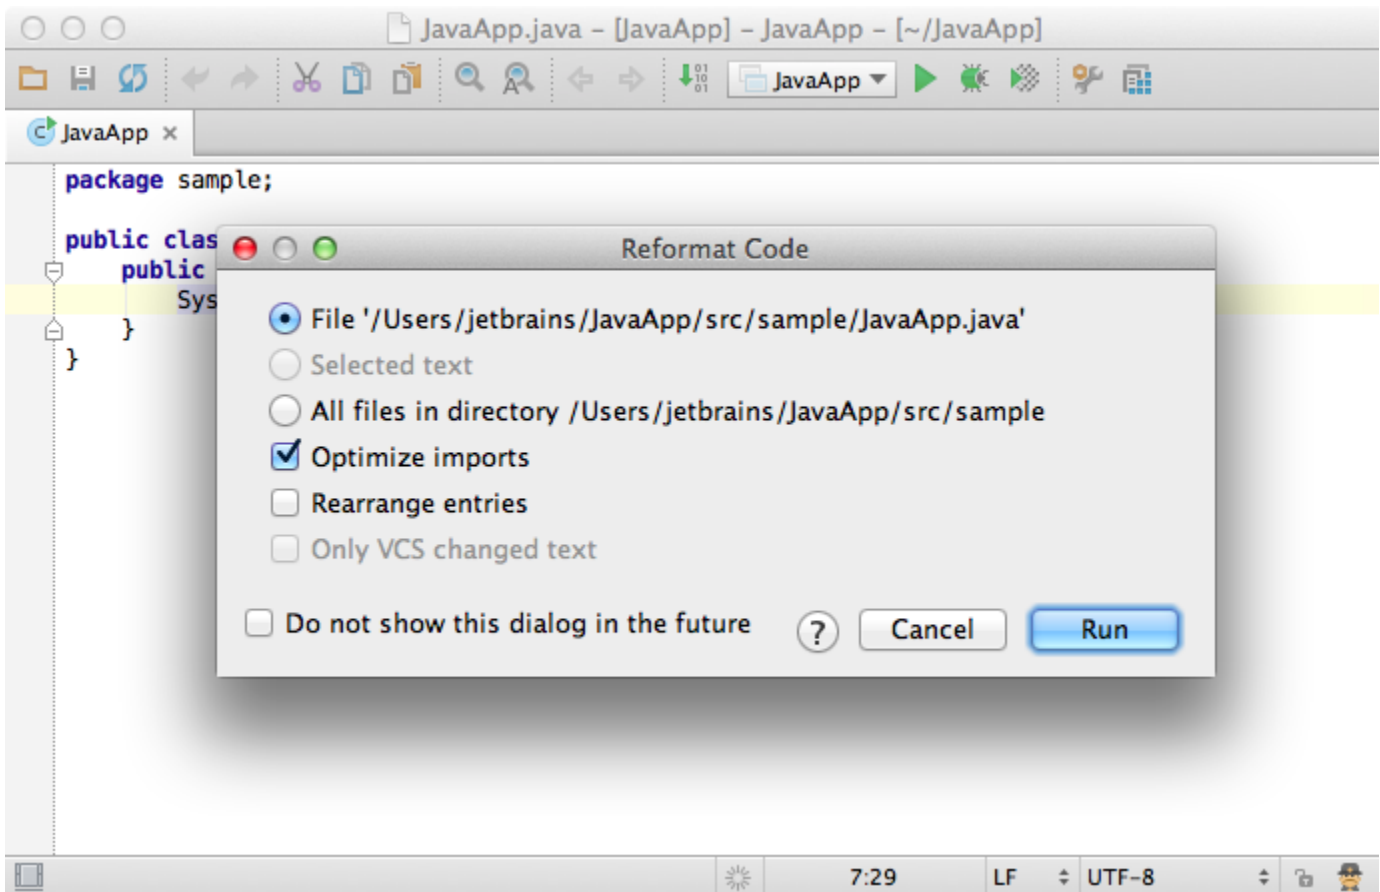 JavaApp.java – [JavaApp] – JavaApp – [~/JavaApp]
JavaApp
JavaApp
package sample;
public clas
public
Sys
}
}
Reformat Code
File '/Users/jetbrains/JavaApp/src/sample/JavaApp.java'
Selected text
All files in directory /Users/jetbrains/JavaApp/src/sample
Optimize imports
Rearrange entries
Only VCS changed text
Do not show this dialog in the future
? Cancel Run
7:29 LF UTF-8